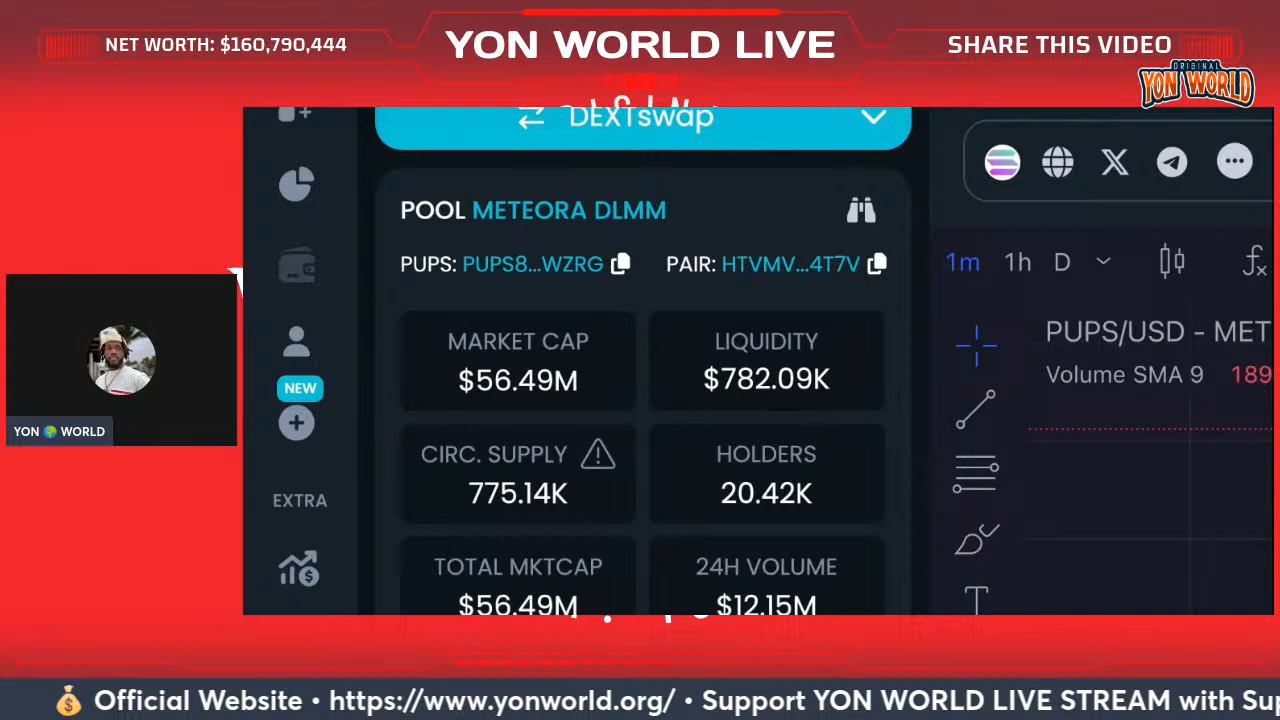 NET WORTH: $160,790,444
YON WORLD LIVE
SHARE THIS VIDEO
ORIGINAL
YON WORLD
DEXTswap
POOL METEORA DLMM
PUPS: PUPS8...WZRG
PAIR: HTVMV...4T7V
MARKET CAP
$56.49M
LIQUIDITY
$782.09K
CIRC. SUPPLY
775.14K
HOLDERS
20.42K
TOTAL MKTCAP
$56.49M
24H VOLUME
$12.15M
NEW
EXTRA
1m 1h D
fx
PUPS/USD - MET
Volume SMA 9 189
T
YON WORLD
Official Website • https://www.yonworld.org/ • Support YON WORLD LIVE STREAM with Sup